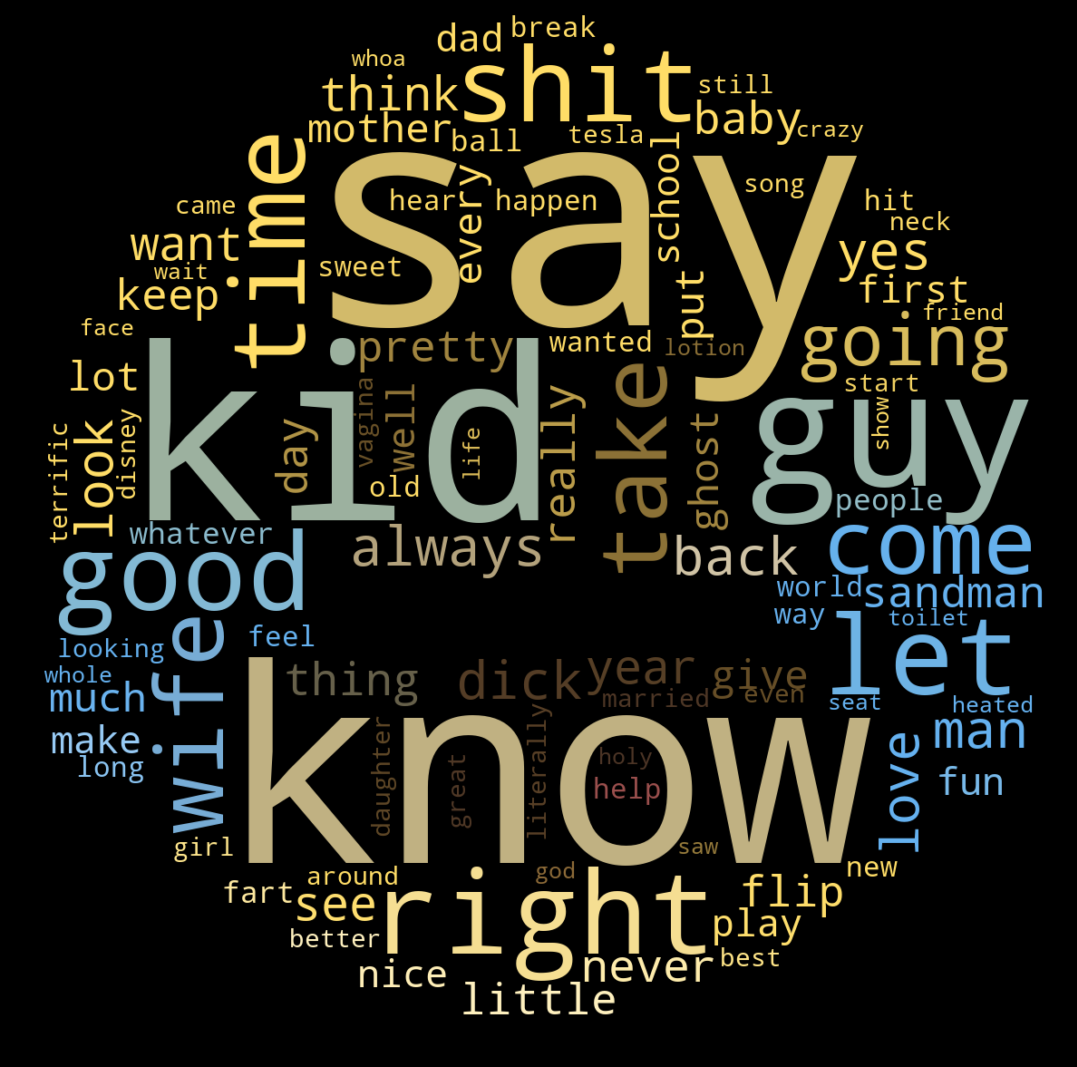 break
dad
whoa
shit
still
think
baby
mother
ball
tesla
crazy
time
say
school
every
song
hear
happen
hit
came
neck
want
yes
sweet
wait
put
keep
first
friend
face
pretty
wanted
lotion
going
lot
kid
take
guy
start
show
vagina
well
really
ghost
day
life
disney
look
terrific
old
people
whatever
always
back
come
good
world
sandman
way
toilet
let
feel
wife
looking
whole
thing
dick
year
give
much
married
even
seat
heated
man
make
know
long
daughter
great
literally
holy
help
love
fun
girl
saw
new
around
god
fart
see
right
flip
play
better
never
best
nice
little